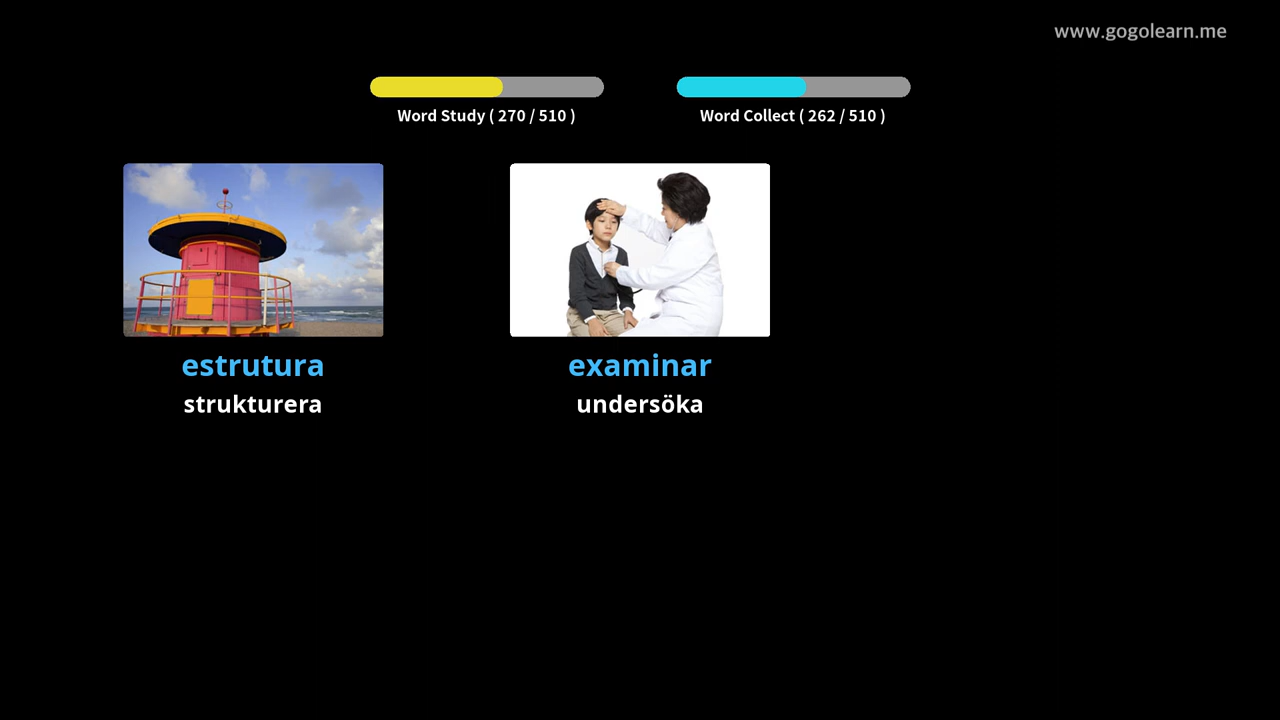 www.gogolearn.me
Word Study ( 270 / 510 )
Word Collect ( 262 / 510 )
estrutura
strukturera
examinar
undersöka